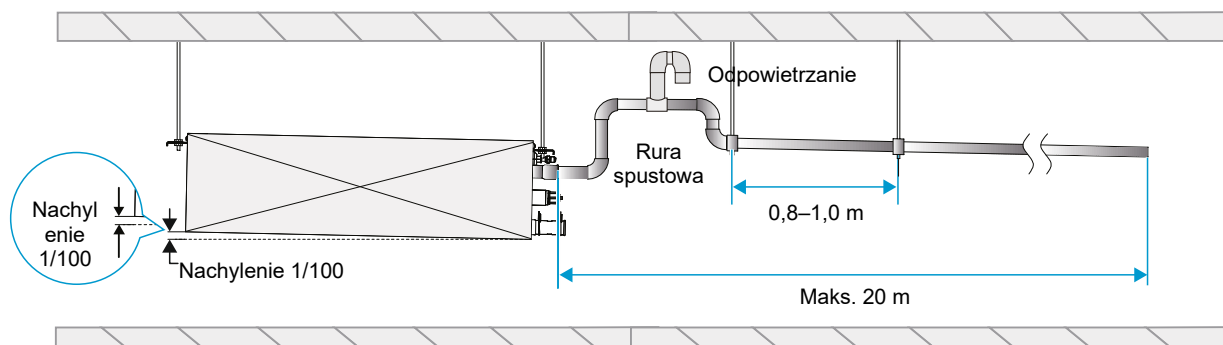 Odpowietrzanie
Rura
spustowa
Nachyl
enie
1/100
0,8–1,0 m
Nachylenie 1/100
Maks. 20 m